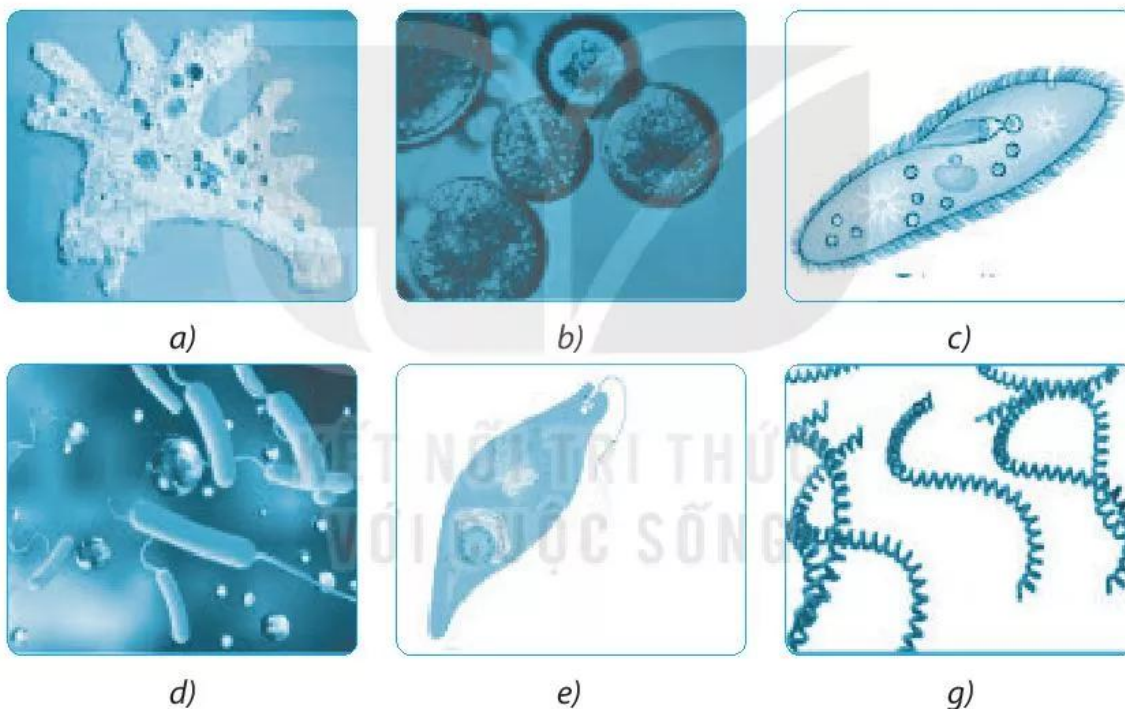 a) b) c)
KẾT NỐI TRI THỨC
VỚI CUỘC SỐNG
d) e) g)